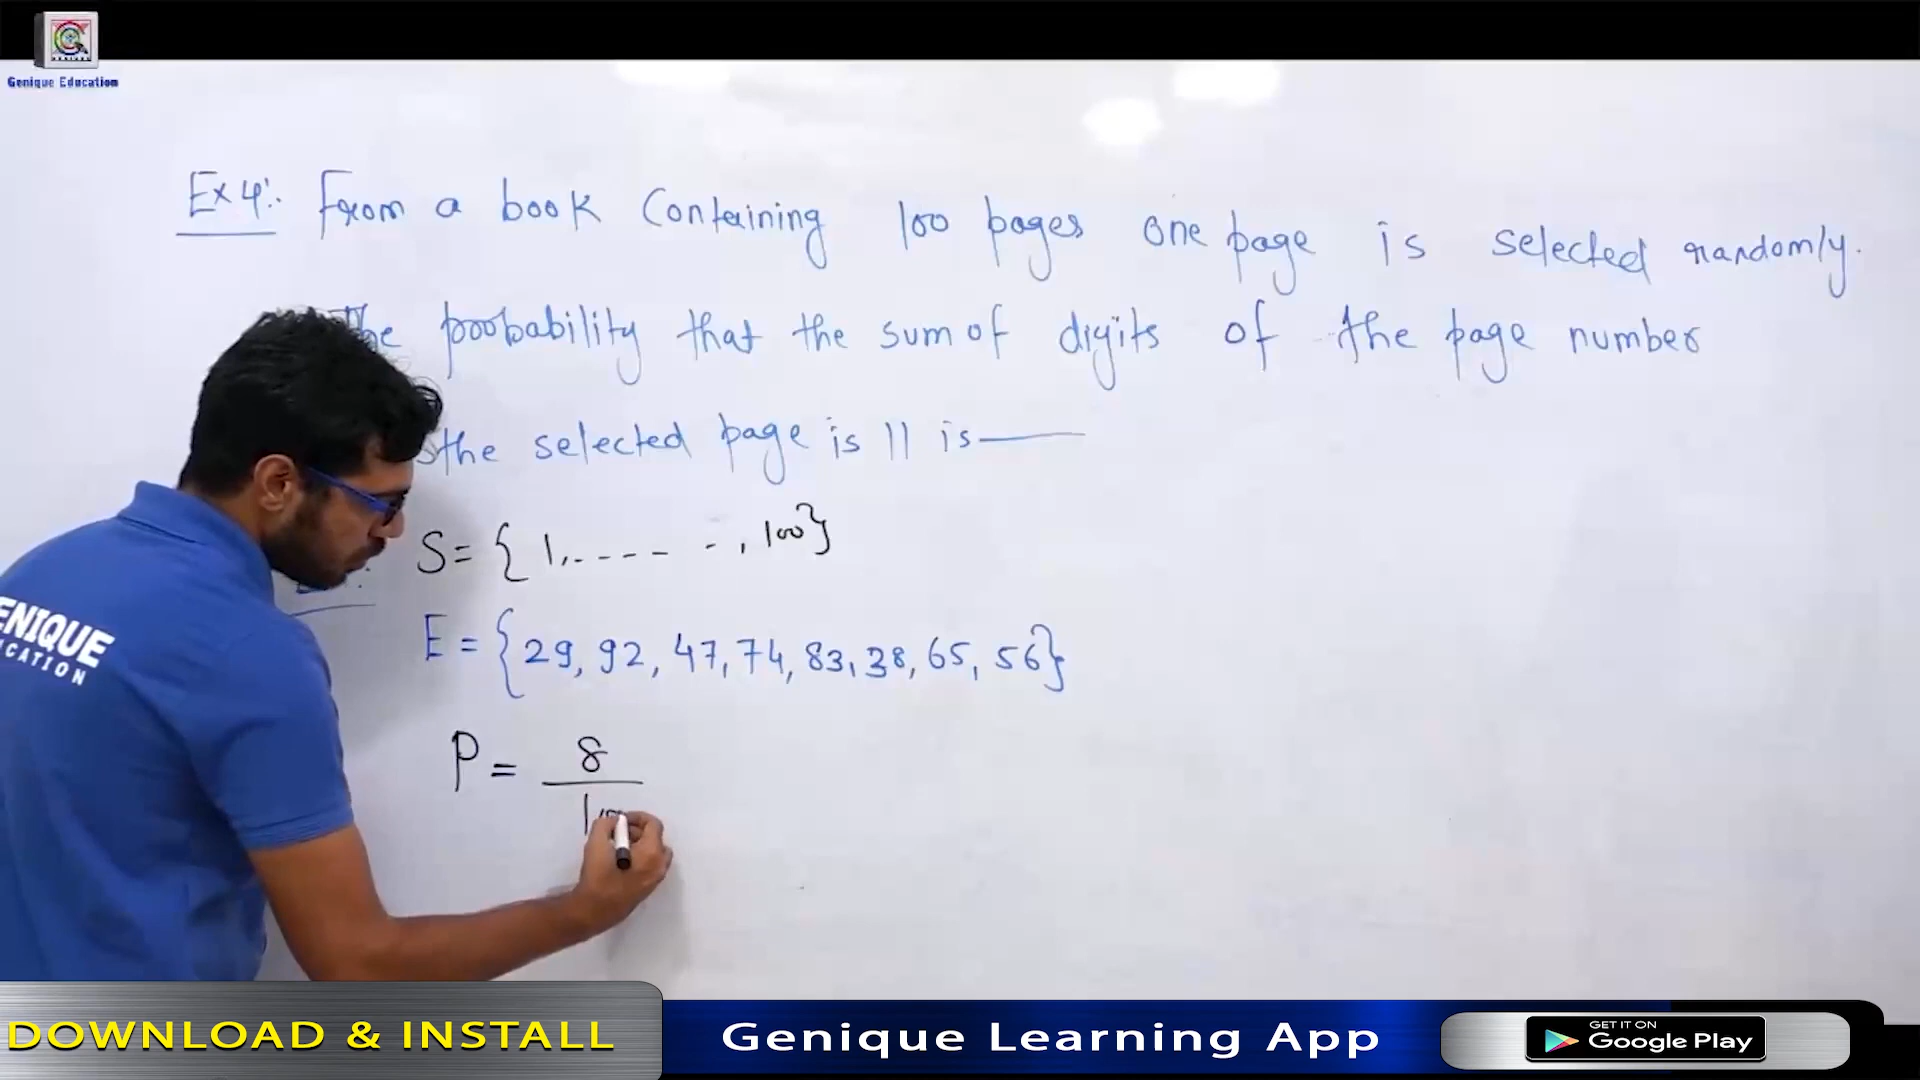 Genique Education
Ex 4:. From a book Containing 100 pages one page is selected randomly.
The probability that the sum of digits of the page number
the selected page is 11 is ———
S = { 1, . - - - - - , 100 }
E = { 29, 92, 47, 74, 83, 38, 65, 56 }
P = 8
ENIQUE
DOWNLOAD & INSTALL
Genique Learning App
GET IT ON
Google Play